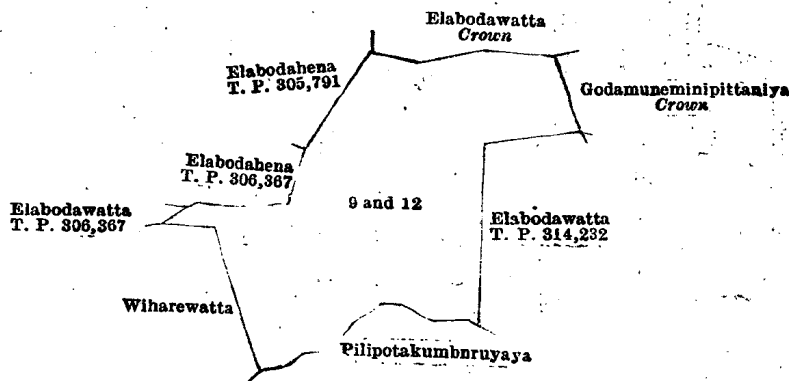 Elabodawatta
Crown
Elabodahena
T. P. 305,791
Godamuneminipittaniya
Crown
Elabodahena
T. P. 306,367
9 and 12
Elabodawatta
T. P. 306,367
Elabodawatta
T. P. 314,232
Wiharewatta
Pilipotakumbnruyaya